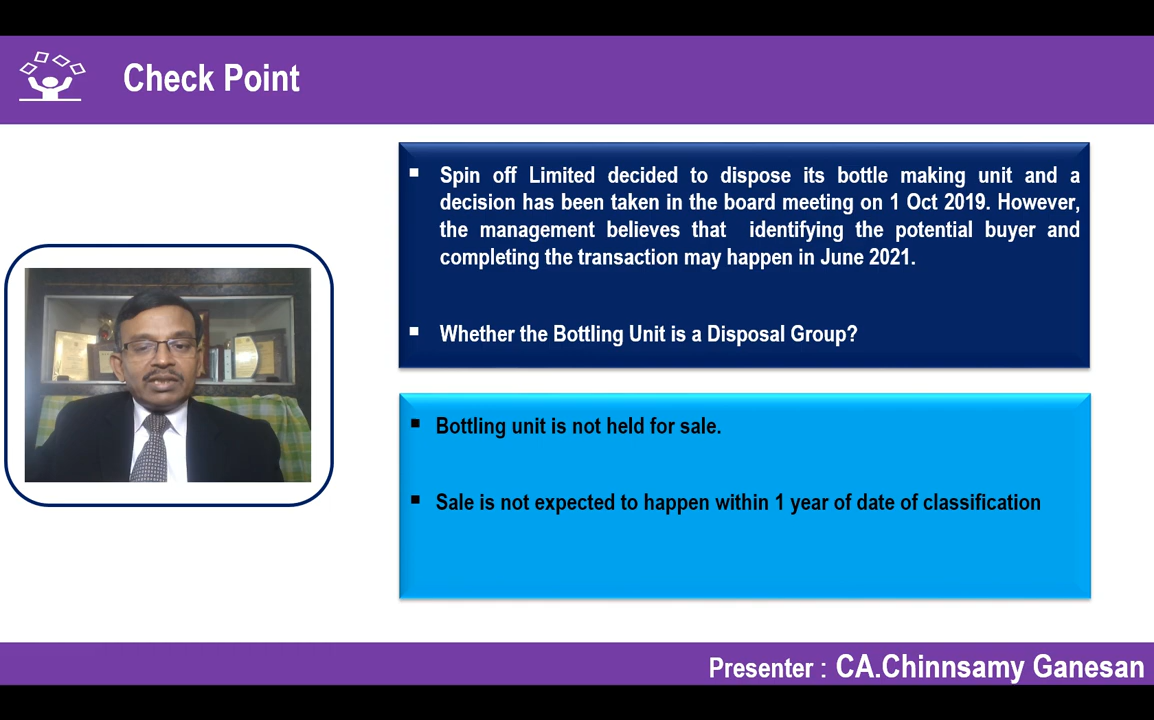 Check Point
Spin off Limited decided to dispose its bottle making unit and a
decision has been taken in the board meeting on 1 Oct 2019. However,
the management believes that identifying the potential buyer and
completing the transaction may happen in June 2021.
Whether the Bottling Unit is a Disposal Group?
Bottling unit is not held for sale.
Sale is not expected to happen within 1 year of date of classification
Presenter : CA.Chinnsamy Ganesan